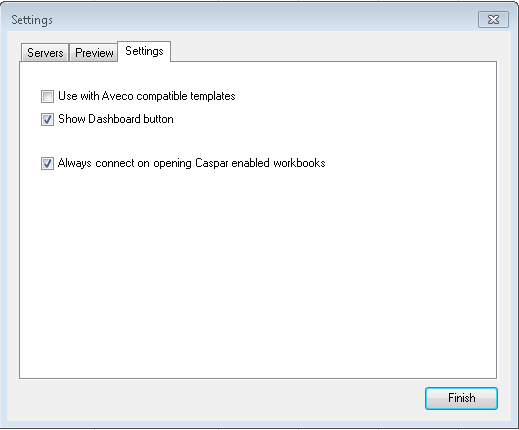 Settings
Servers Preview Settings
Use with Aveco compatible templates
Show Dashboard button
Always connect on opening Caspar enabled workbooks
Finish